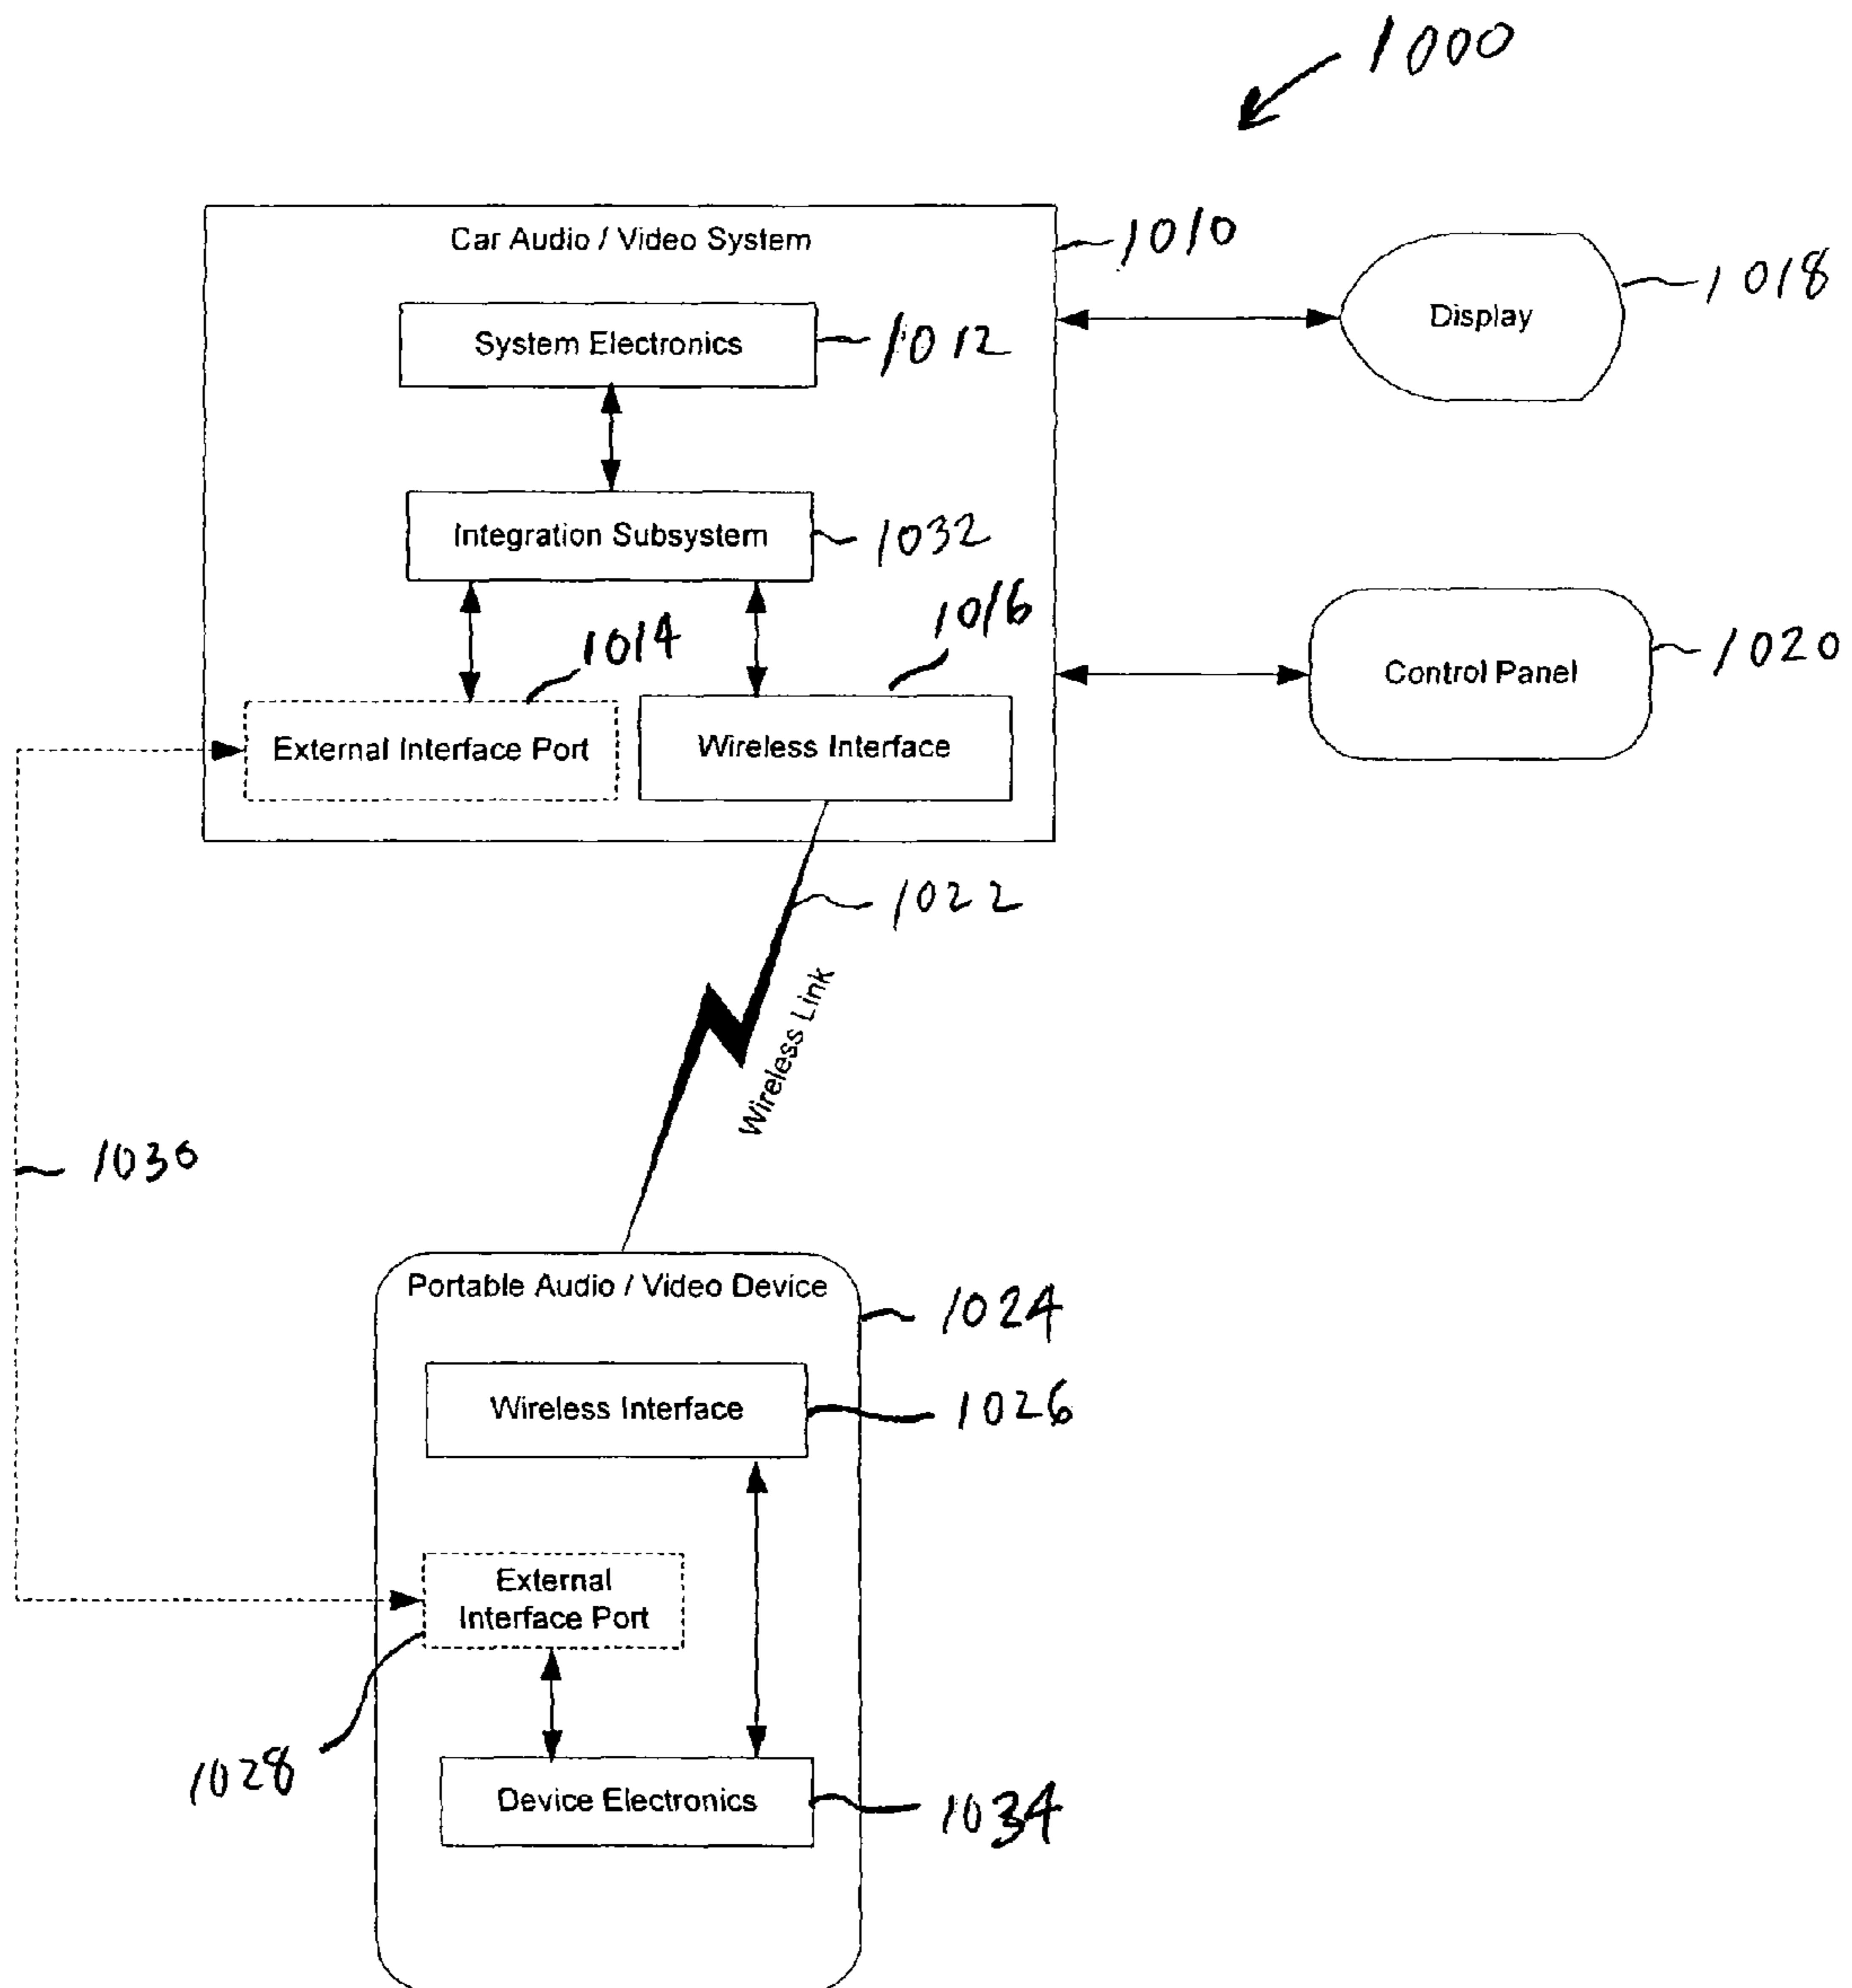 1000
Car Audio / Video System
1010
Display
1018
System Electronics
1012
Integration Subsystem
1032
1014
1016
External Interface Port
Wireless Interface
Control Panel
1020
1022
Wireless Link
1030
Portable Audio / Video Device
1024
Wireless Interface
1026
External
Interface Port
1028
Device Electronics
1034